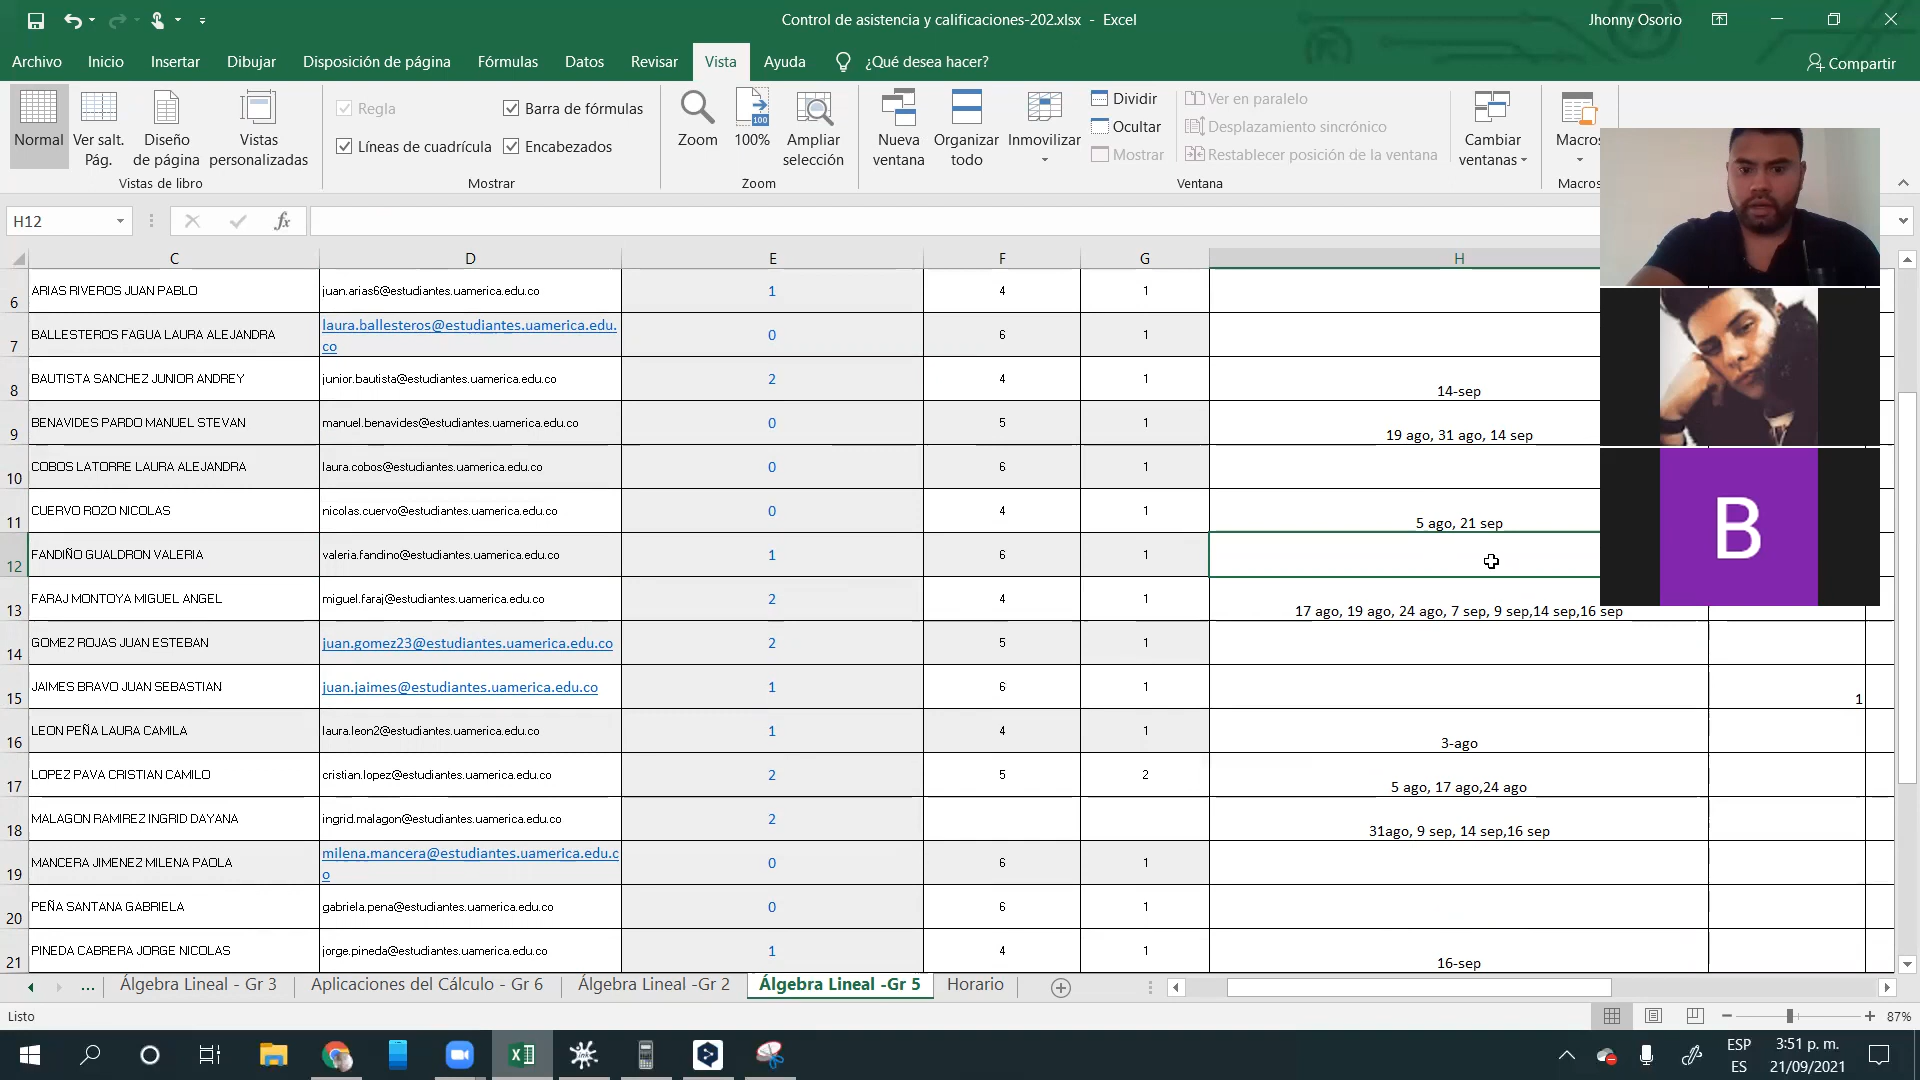 Control de asistencia y calificaciones-202.xlsx - Excel
Jhonny Osorio
Archivo Inicio Insertar Dibujar Disposición de página Fórmulas Datos Revisar Vista Ayuda ¿Qué desea hacer? Compartir
Normal
Ver salt. Pág.
Diseño de página
Vistas personalizadas
Vistas de libro
Regla
Barra de fórmulas
Líneas de cuadrícula
Encabezados
Mostrar
Zoom
100%
100
Ampliar selección
Zoom
Nueva ventana
Organizar todo
Inmovilizar
Dividir
Ocultar
Mostrar
Ver en paralelo
Desplazamiento sincrónico
Restablecer posición de la ventana
Ventana
Cambiar ventanas
Macros
Macros
H12 fx
C D E F G H
6 ARIAS RIVEROS JUAN PABLO juan.arias6@estudiantes.uamerica.edu.co 1 4 1
7 BALLESTEROS FAGUA LAURA ALEJANDRA laura.ballesteros@estudiantes.uamerica.edu.co 0 6 1
8 BAUTISTA SANCHEZ JUNIOR ANDREY junior.bautista@estudiantes.uamerica.edu.co 2 4 1 14-sep
9 BENAVIDES PARDO MANUEL STEVAN manuel.benavides@estudiantes.uamerica.edu.co 0 5 1 19 ago, 31 ago, 14 sep
10 COBOS LATORRE LAURA ALEJANDRA laura.cobos@estudiantes.uamerica.edu.co 0 6 1
11 CUERVO ROZO NICOLAS nicolas.cuervo@estudiantes.uamerica.edu.co 0 4 1 5 ago, 21 sep
12 FANDIÑO GUALDRON VALERIA valeria.fandino@estudiantes.uamerica.edu.co 1 6 1
13 FARAJ MONTOYA MIGUEL ANGEL miguel.faraj@estudiantes.uamerica.edu.co 2 4 1 17 ago, 19 ago, 24 ago, 7 sep, 9 sep,14 sep,16 sep
14 GOMEZ ROJAS JUAN ESTEBAN juan.gomez23@estudiantes.uamerica.edu.co 2 5 1
15 JAIMES BRAVO JUAN SEBASTIAN juan.jaimes@estudiantes.uamerica.edu.co 1 6 1 1
16 LEON PEÑA LAURA CAMILA laura.leon2@estudiantes.uamerica.edu.co 1 4 1 3-ago
17 LOPEZ PAVA CRISTIAN CAMILO cristian.lopez@estudiantes.uamerica.edu.co 2 5 2 5 ago, 17 ago,24 ago
18 MALAGON RAMIREZ INGRID DAYANA ingrid.malagon@estudiantes.uamerica.edu.co 2 31ago, 9 sep, 14 sep,16 sep
19 MANCERA JIMENEZ MILENA PAOLA milena.mancera@estudiantes.uamerica.edu.co 0 6 1
20 PEÑA SANTANA GABRIELA gabriela.pena@estudiantes.uamerica.edu.co 0 6 1
21 PINEDA CABRERA JORGE NICOLAS jorge.pineda@estudiantes.uamerica.edu.co 1 4 1 16-sep
B
... Álgebra Lineal - Gr 3 Aplicaciones del Cálculo - Gr 6 Álgebra Lineal -Gr 2 Álgebra Lineal -Gr 5 Horario
Listo 87%
ESP
ES
3:51 p. m.
21/09/2021